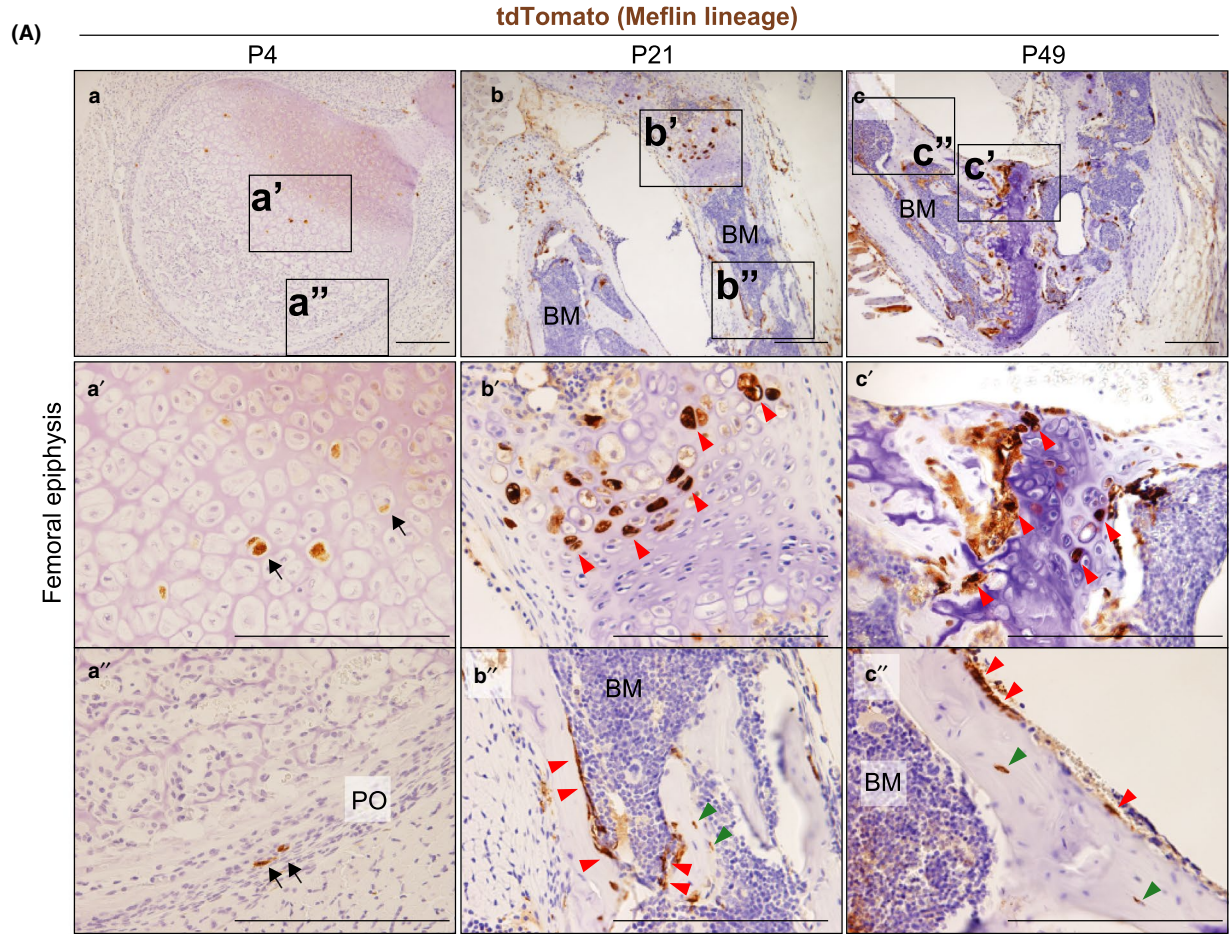 (A)
tdTomato (Meflin lineage)
P4
P21
P49
Femoral epiphysis
a
a’
a’’
b
b’
BM
b’’
BM
c
c’’
c’
BM
a′
b′
c′
a′′
PO
b′′
BM
c′′
BM